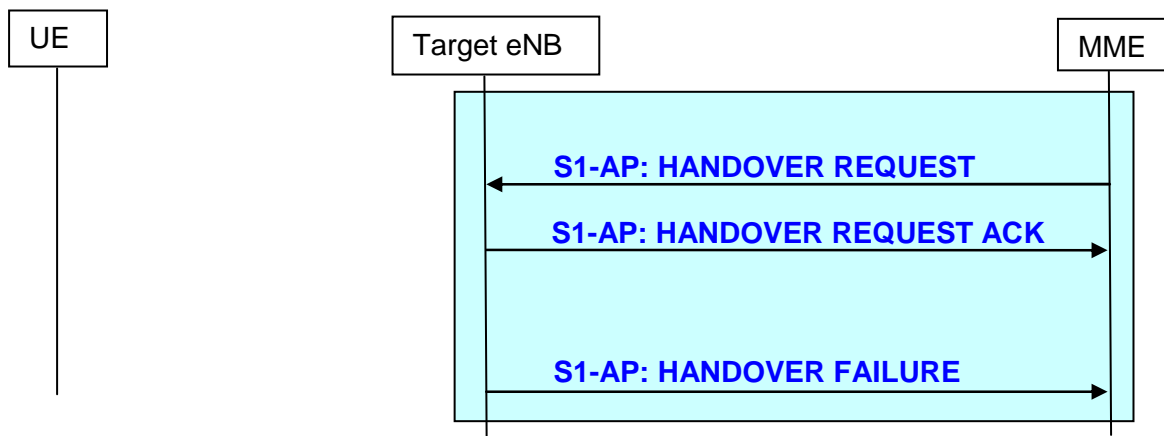 UE
Target eNB
MME
S1-AP: HANDOVER REQUEST
S1-AP: HANDOVER REQUEST ACK
S1-AP: HANDOVER FAILURE